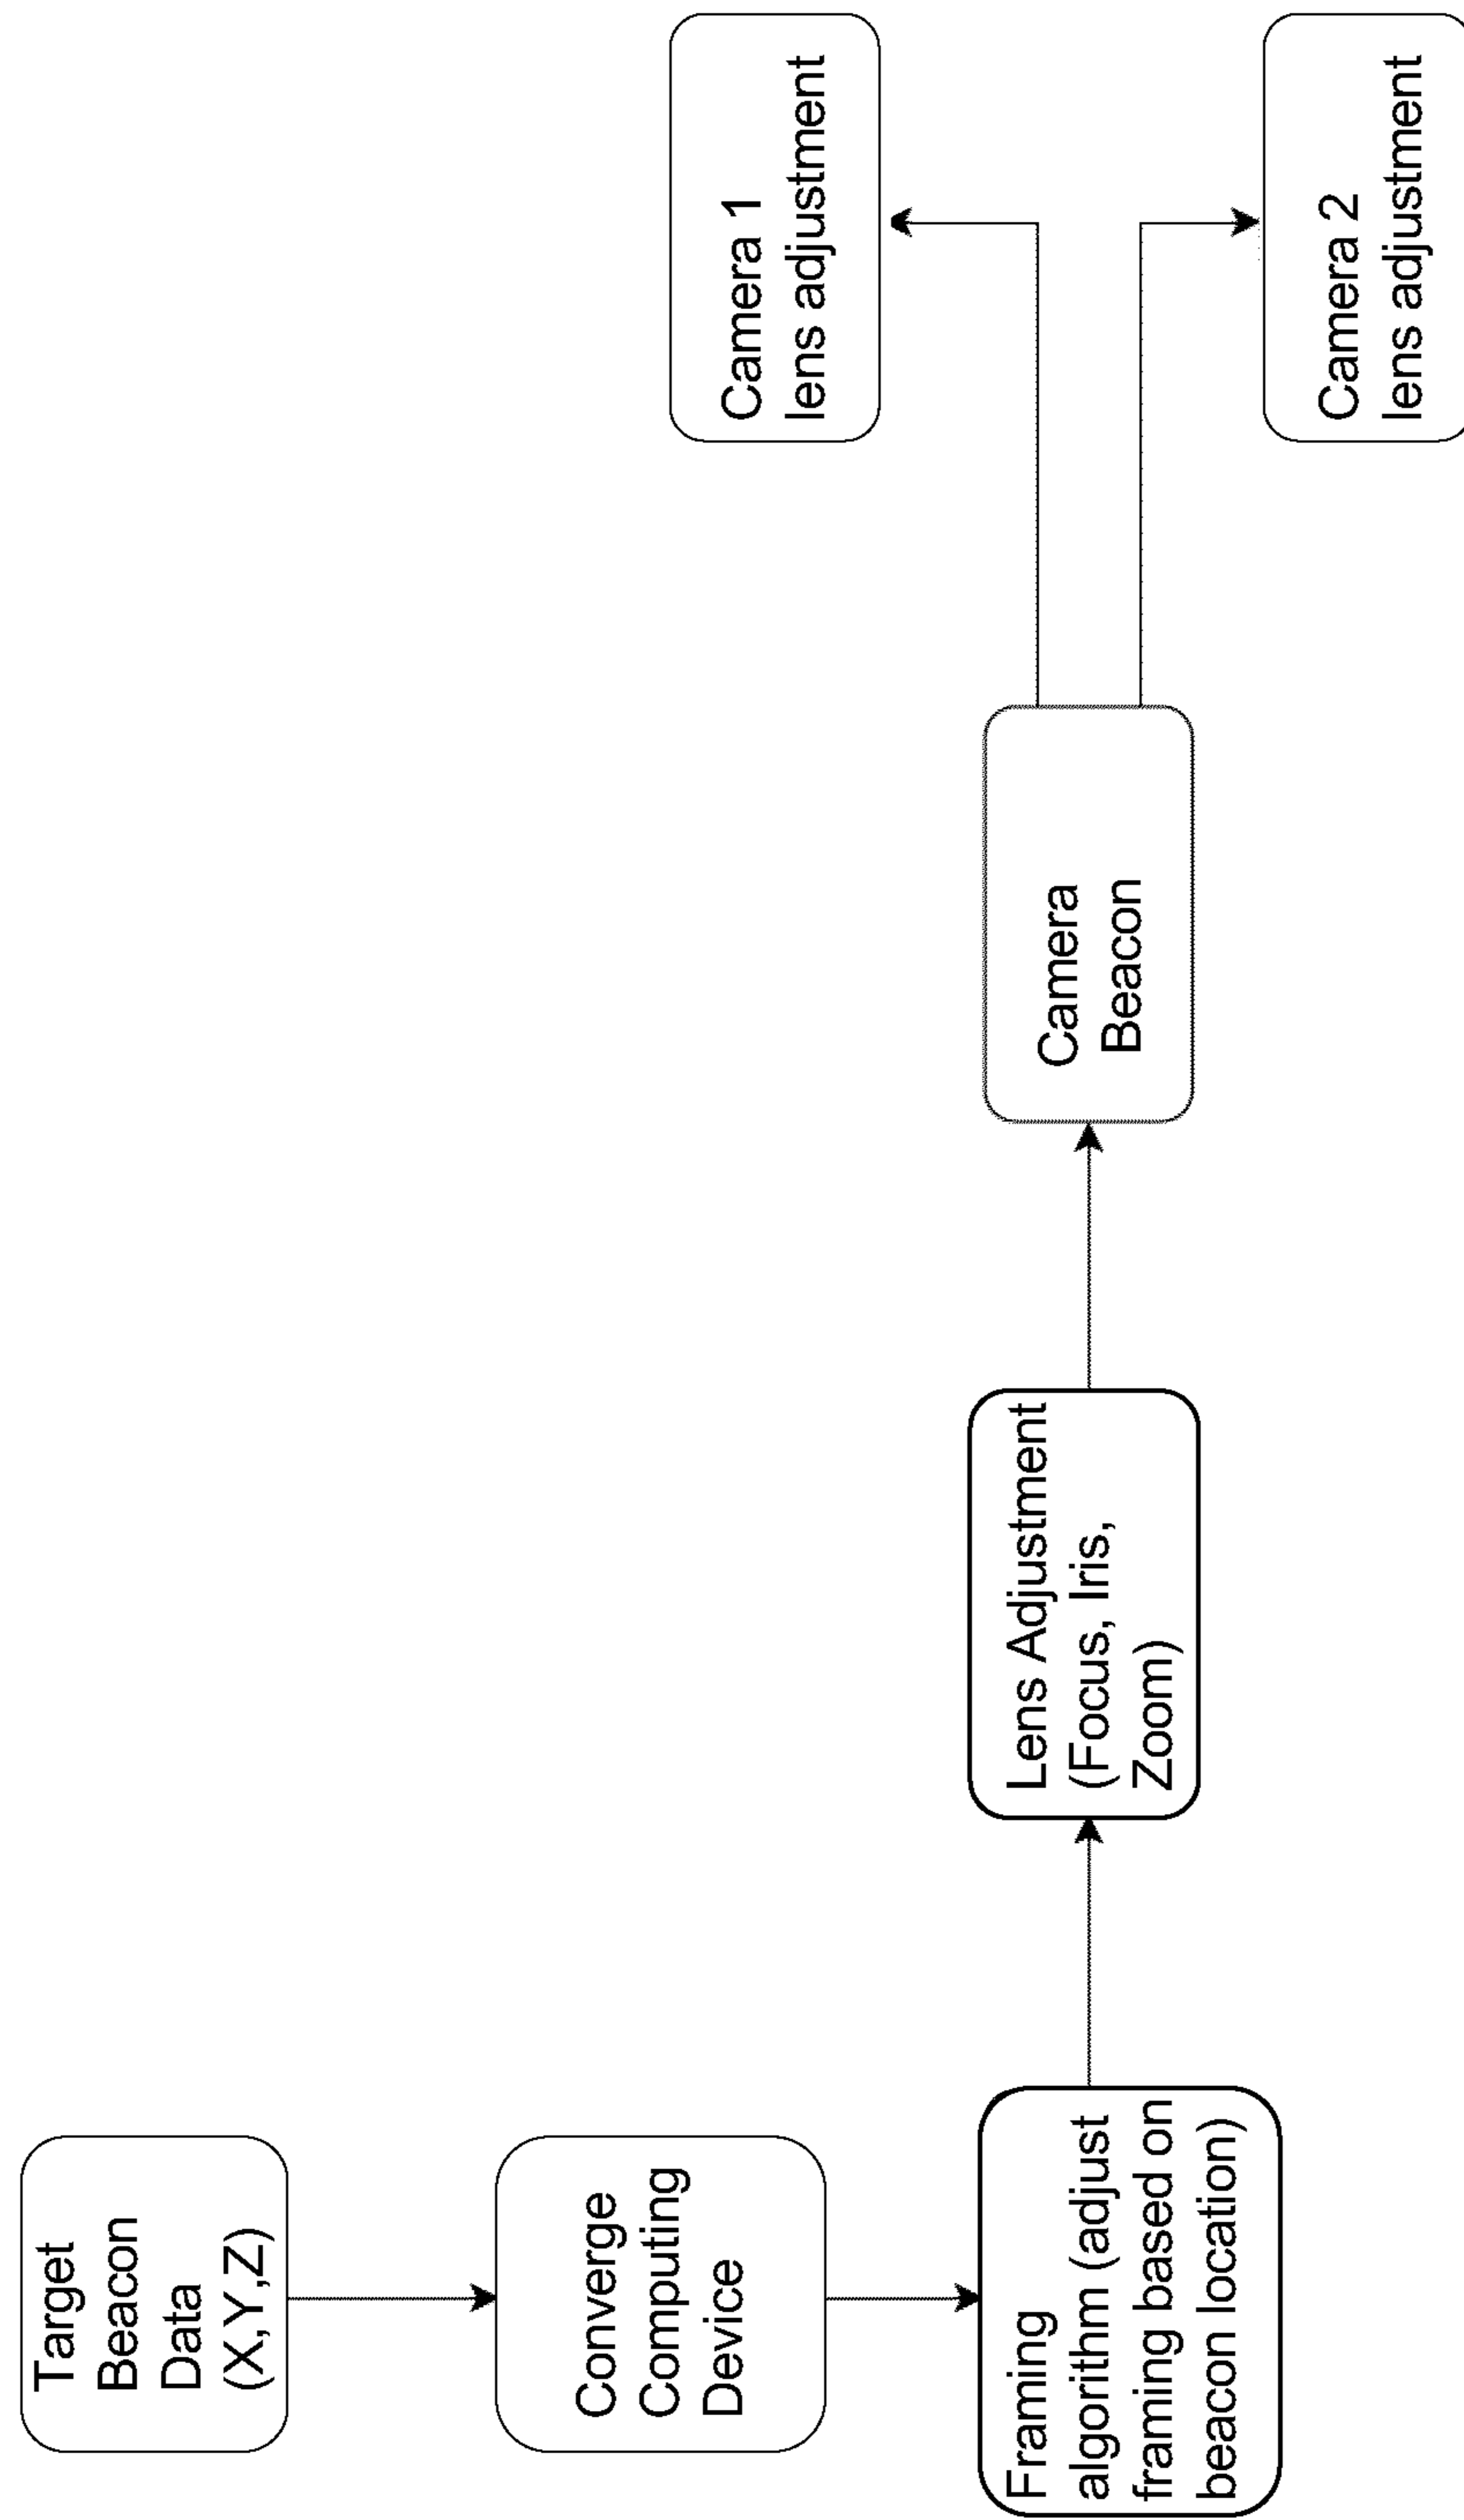 Target
Beacon
Data
(X,Y,Z)
Converge
Computing
Device
Framing
algorithm (adjust
framing based on
beacon location)
Lens Adjustment
(Focus, Iris,
Zoom)
Camera
Beacon
Camera 1
lens adjustment
Camera 2
lens adjustment